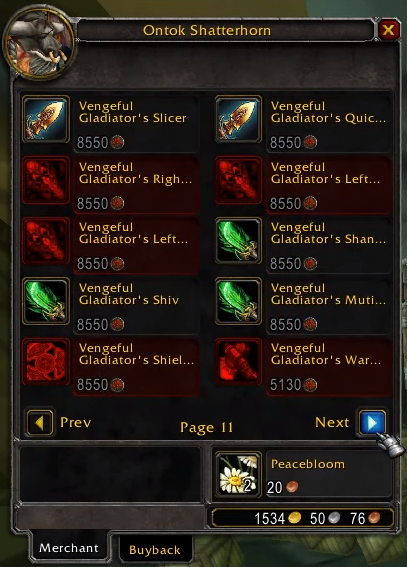 Ontok Shatterhorn
Vengeful
Gladiator's Slicer
8550
Vengeful
Gladiator's Quic...
8550
Vengeful
Gladiator's Righ...
8550
Vengeful
Gladiator's Left...
8550
Vengeful
Gladiator's Left...
8550
Vengeful
Gladiator's Shan...
8550
Vengeful
Gladiator's Shiv
8550
Vengeful
Gladiator's Muti...
8550
Vengeful
Gladiator's Shiel...
8550
Vengeful
Gladiator's War...
5130
Prev
Page 11
Next
2
Peacebloom
20
1534 50 76
Merchant
Buyback